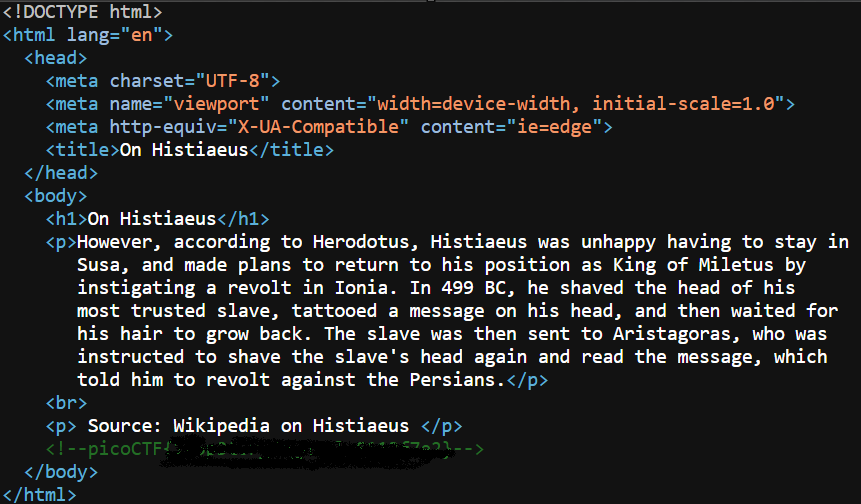 <!DOCTYPE html>
<html lang="en">
  <head>
    <meta charset="UTF-8">
    <meta name="viewport" content="width=device-width, initial-scale=1.0">
    <meta http-equiv="X-UA-Compatible" content="ie=edge">
    <title>On Histiaeus</title>
  </head>
  <body>
    <h1>On Histiaeus</h1>
    <p>However, according to Herodotus, Histiaeus was unhappy having to stay in
       Susa, and made plans to return to his position as King of Miletus by
       instigating a revolt in Ionia. In 499 BC, he shaved the head of his
       most trusted slave, tattooed a message on his head, and then waited for
       his hair to grow back. The slave was then sent to Aristagoras, who was
       instructed to shave the slave's head again and read the message, which
       told him to revolt against the Persians.</p>
    <br>
    <p> Source: Wikipedia on Histiaeus </p>
    <!--picoCTF -->
  </body>
</html>